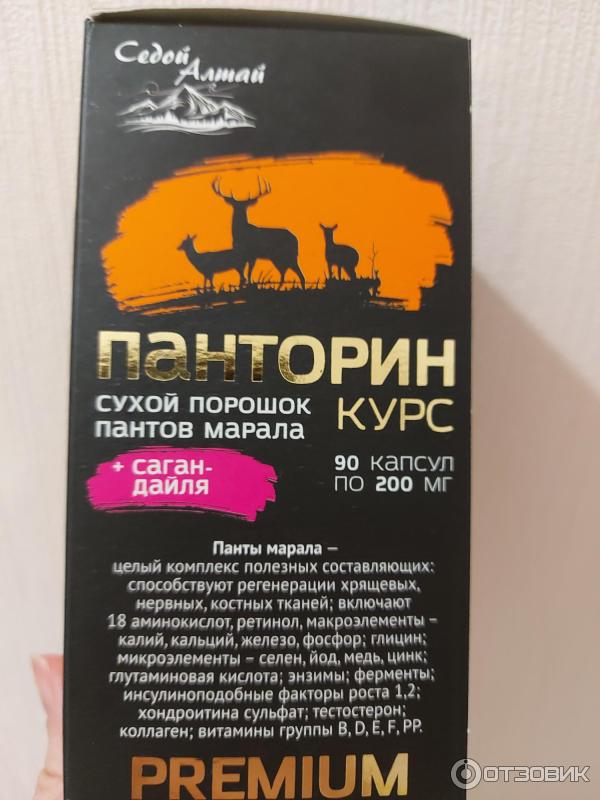 Седой
Алтай
ПАНТОРИН
СУХОЙ ПОРОШОК
ПАНТОВ МАРАЛА
КУРС
+ САГАН-
ДАЙЛЯ
90 КАПСУЛ
ПО 200 МГ
Панты марала –
целый комплекс полезных составляющих:
способствуют регенерации хрящевых,
нервных, костных тканей; включают
18 аминокислот, ретинол, макроэлементы –
калий, кальций, железо, фосфор; глицин;
микроэлементы – селен, йод, медь, цинк;
глутаминовая кислота; энзимы; ферменты;
инсулиноподобные факторы роста 1,2;
хондроитина сульфат; тестостерон;
коллаген; витамины группы B, D, E, F, PP.
PREMIUM
ОТЗОВИК